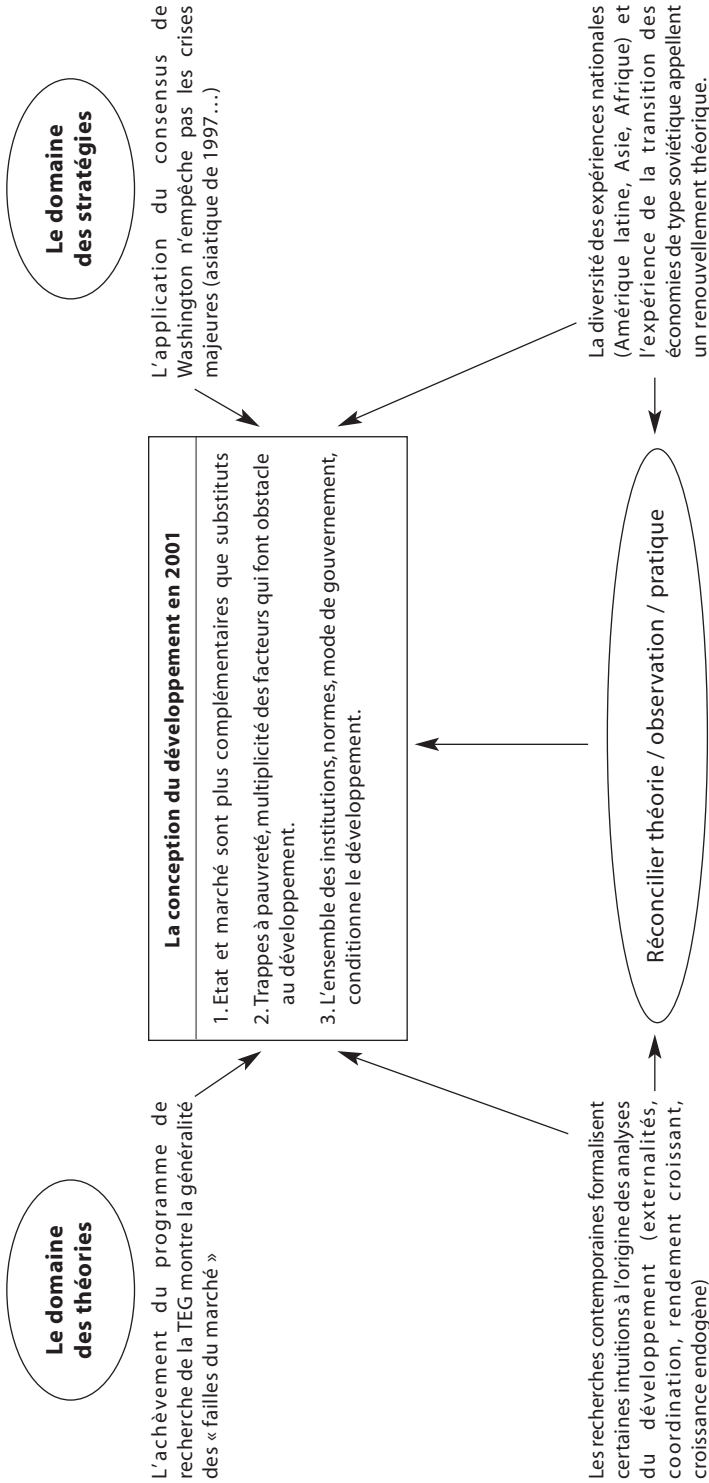 Le domaine
des théories
L'achèvement du programme de
recherche de la TEG montre la généralité
des « failles du marché »
Les recherches contemporaines formalisent
certaines intuitions à l'origine des analyses
du développement (externalités,
coordination, rendement croissant,
croissance endogène)
La conception du développement en 2001
1. Etat et marché sont plus complémentaires que substituts
2. Trappes à pauvreté, multiplicité des facteurs qui font obstacle
au développement.
3. L'ensemble des institutions, normes, mode de gouvernement,
conditionne le développement.
Réconcilier théorie / observation / pratique
Le domaine
des stratégies
L'application du consensus de
Washington n'empêche pas les crises
majeures (asiatique de 1997…)
La diversité des expériences nationales
(Amérique latine, Asie, Afrique) et
l'expérience de la transition des
économies de type soviétique appellent
un renouvellement théorique.